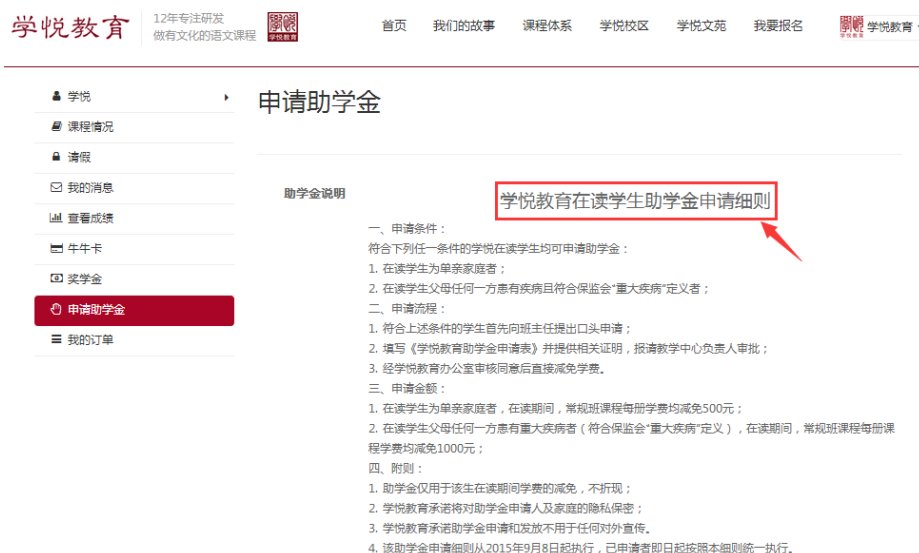 学悦教育
12年专注研发
做有文化的语文课程
学悦
学悦教育
首页 我们的故事 课程体系 学悦校区 学悦文苑 我要报名
学悦
学悦教育
学悦教育
学悦
课程情况
请假
我的消息
查看成绩
牛牛卡
奖学金
申请助学金
我的订单
申请助学金
助学金说明
学悦教育在读学生助学金申请细则
一、申请条件：
符合下列任一条件的学悦在读学生均可申请助学金：
1. 在读学生为单亲家庭者；
2. 在读学生父母任何一方患有疾病且符合保监会“重大疾病”定义者；
二、申请流程：
1. 符合上述条件的学生首先向班主任提出口头申请；
2. 填写《学悦教育助学金申请表》并提供相关证明，报请教学中心负责人审批；
3. 经学悦教育办公室审核同意后直接减免学费。
三、申请金额：
1. 在读学生为单亲家庭者，在读期间，常规班课程每册学费均减免500元；
2. 在读学生父母任何一方患有重大疾病者（符合保监会“重大疾病”定义），在读期间，常规班课程每册课
程学费均减免1000元；
四、附则：
1. 助学金仅用于该生在读期间学费的减免，不折现；
2. 学悦教育承诺将对助学金申请人及家庭的隐私保密；
3. 学悦教育承诺助学金申请和发放不用于任何对外宣传。
4. 该助学金申请细则从2015年9月8日起执行，已申请者即日起按照本细则统一执行。